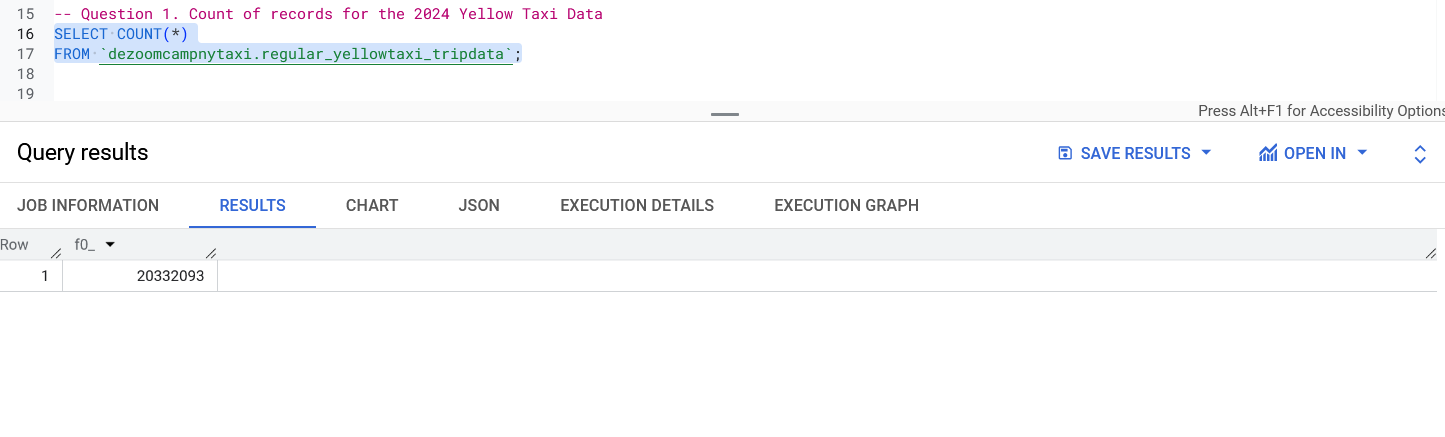 15 -- Question 1. Count of records for the 2024 Yellow Taxi Data
16 SELECT COUNT(*)
17 FROM `dezoomcampnytaxi.regular_yellowtaxi_tripdata`;
18
19
Press Alt+F1 for Accessibility Options
Query results SAVE RESULTS OPEN IN
JOB INFORMATION RESULTS CHART JSON EXECUTION DETAILS EXECUTION GRAPH
Row f0_
1 20332093